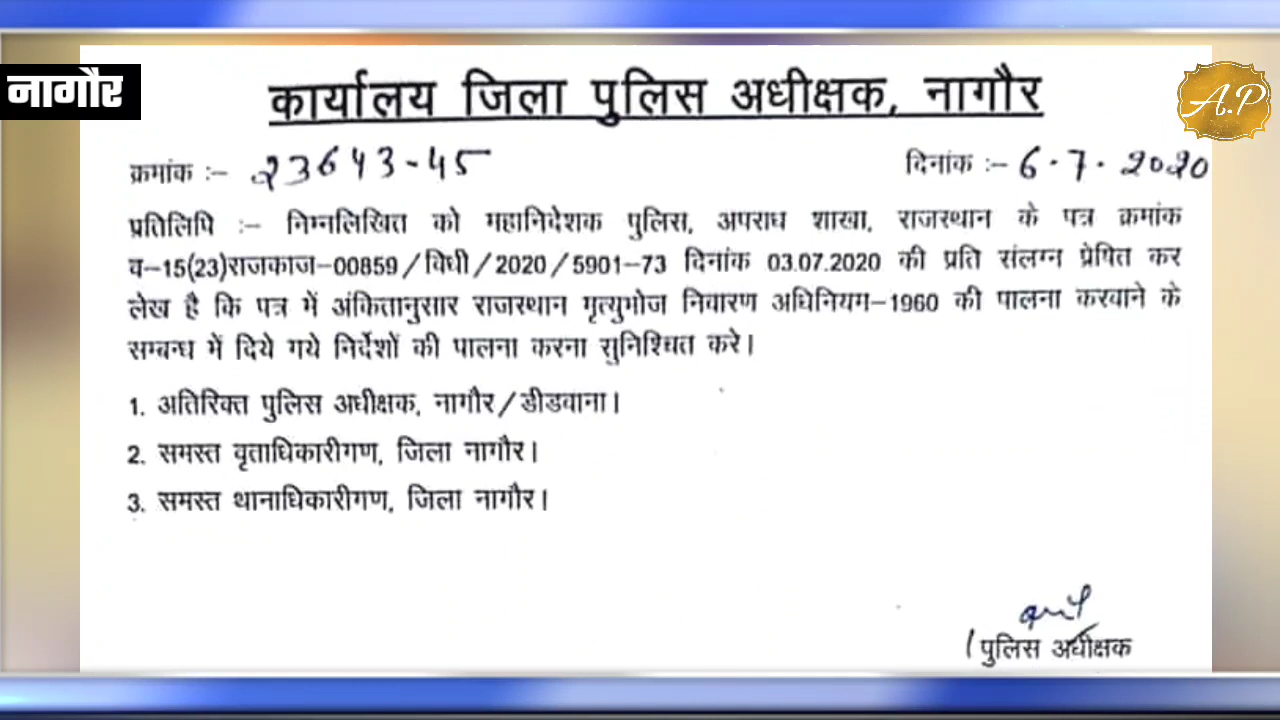 नागौर
A.P
कार्यालय जिला पुलिस अधीक्षक, नागौर
क्रमांक :– 23643-45 दिनांक :– 6.7.2020
प्रतिलिपि :– निम्नलिखित को महानिदेशक पुलिस, अपराध शाखा, राजस्थान के पत्र क्रमांक
व–15(23)राजकाज–00859/विधी/2020/5901–73 दिनांक 03.07.2020 की प्रति संलग्न प्रेषित कर
लेख है कि पत्र में अंकितानुसार राजस्थान मृत्युभोज निवारण अधिनियम–1960 की पालना करवाने के
सम्बन्ध में दिये गये निर्देशों की पालना करना सुनिश्चित करे।
1. अतिरिक्त पुलिस अधीक्षक, नागौर/डीडवाना।
2. समस्त वृताधिकारीगण, जिला नागौर।
3. समस्त थानाधिकारीगण, जिला नागौर।
पुलिस अधीक्षक